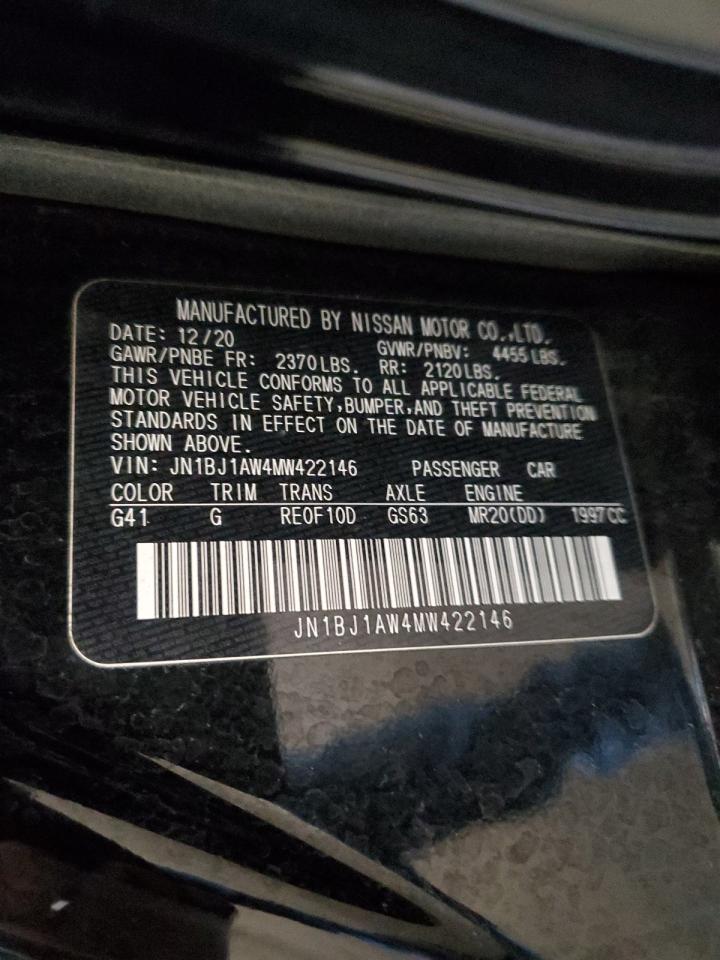 MANUFACTURED BY NISSAN MOTOR CO.,LTD.
DATE: 12/20 GVWR/PNBV: 4455 LBS.
GAWR/PNBE FR: 2370 LBS. RR: 2120 LBS.
THIS VEHICLE CONFORMS TO ALL APPLICABLE FEDERAL
MOTOR VEHICLE SAFETY, BUMPER, AND THEFT PREVENTION
STANDARDS IN EFFECT ON THE DATE OF MANUFACTURE
SHOWN ABOVE.
VIN: JN1BJ1AW4MW422146 PASSENGER CAR
COLOR TRIM TRANS AXLE ENGINE
G41 G RE0F10D GS63 MR20(DD) 1997CC
JN1BJ1AW4MW422146